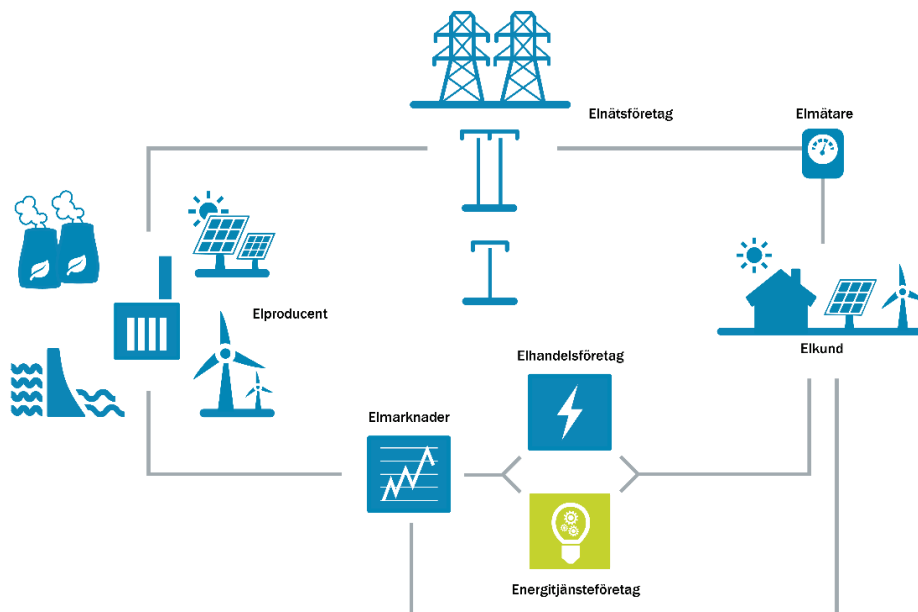 Elnätsföretag
Elmätare
Elproducent
Elkund
Elhandelsföretag
Elmarknader
Energitjänsteföretag